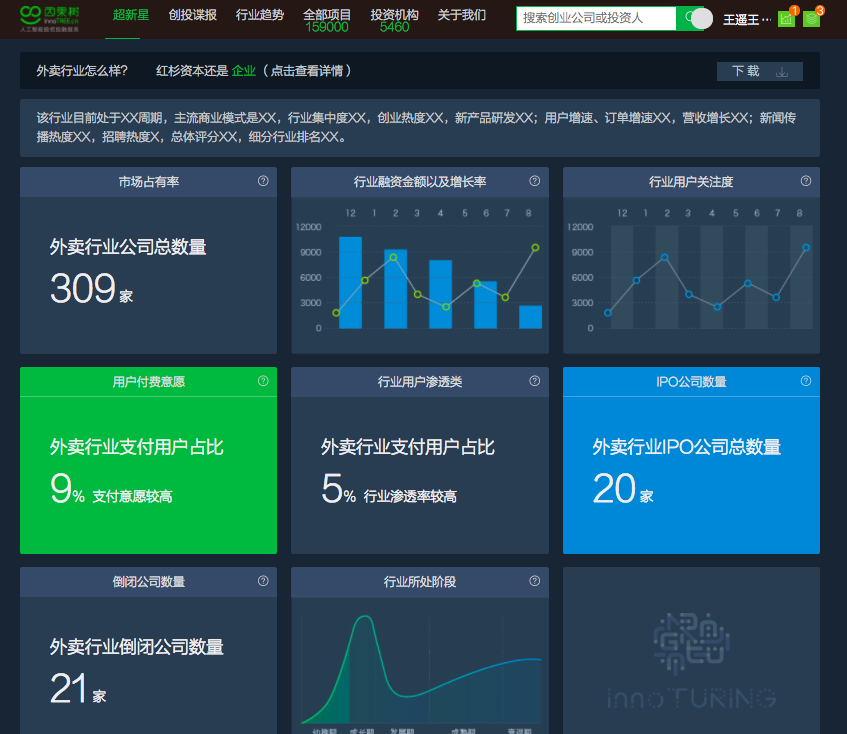 因果树
innoTREE.cn
人工智能股权投融服务
超新星 创投谍报 行业趋势 全部项目 投资机构 关于我们
159000 5460
搜索创业公司或投资人
王遥王… 1 3
外卖行业怎么样？ 红杉资本还是 企业（点击查看详情） 下载
该行业目前处于XX周期，主流商业模式是XX，行业集中度XX，创业热度XX，新产品研发XX；用户增速、订单增速XX，营收增长XX；新闻传
播热度XX，招聘热度X，总体评分XX，细分行业排名XX。
市场占有率
外卖行业公司总数量
309 家
行业融资金额以及增长率
12 1 2 3 4 5 6 7 8
12000
9000
6000
3000
0
行业用户关注度
12 1 2 3 4 5 6 7 8
12000
9000
6000
3000
0
用户付费意愿
外卖行业支付用户占比
9% 支付意愿较高
行业用户渗透类
外卖行业支付用户占比
5% 行业渗透率较高
IPO公司数量
外卖行业IPO公司总数量
20 家
倒闭公司数量
外卖行业倒闭公司数量
21 家
行业所处阶段
幼稚期 成长期 发展期 成熟期 衰退期
innoTURING